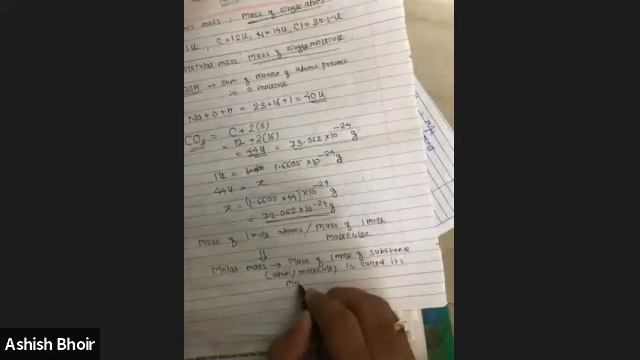 mass : Mass of single atom
1U, C = 12U, N = 14U, Cl = 35.5U
mass: Mass of single molecule
→ sum of masses of atoms present
in a molecule
Na + O + H = 23+16+1 = 40U
CO2 = C + 2(O)
= 12 + 2(16)
= 44U = 73.062 × 10^-24 g
1U = 1.6605 × 10^-24 g
44U = x
x = (1.6605 × 44) × 10^-24 g
= 73.062 × 10^-24 g
Mass of 1 mole atoms / Mass of 1 mole
molecules
⇓
Molar mass → Mass of 1 mole of substance
(atom/molecule) is called its
Ashish Bhoir